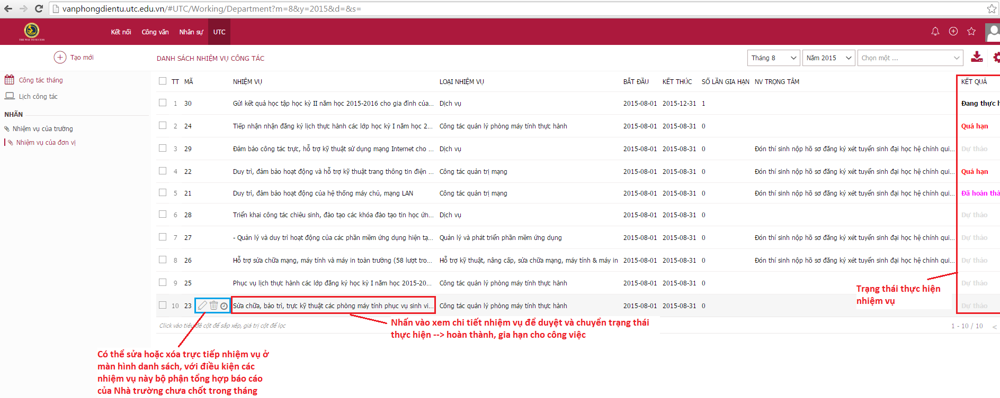 vanphongdientu.utc.edu.vn/#UTC/Working/Department?m=8&y=2015&d=&s=
THE WAY TO SUCCESS
Kết nối Công văn Nhân sự UTC
Tạo mới
DANH SÁCH NHIỆM VỤ CÔNG TÁC
Tháng 8 Năm 2015 Chọn một ...
Công tác tháng
Lịch công tác
NHÃN
Nhiệm vụ của trường
Nhiệm vụ của đơn vị
TT MÃ NHIỆM VỤ LOẠI NHIỆM VỤ BẮT ĐẦU KẾT THÚC SỐ LẦN GIA HẠN NV TRỌNG TÂM KẾT QUẢ
1 30 Gửi kết quả học tập học kỳ II năm học 2015-2016 cho gia đình của... Dịch vụ 2015-08-01 2015-12-31 1 Đang thực h
2 24 Tiếp nhận nhận đăng ký lịch thực hành các lớp học kỳ I năm học 2... Công tác quản lý phòng máy tính thực hành 2015-08-01 2015-08-31 0 Quá hạn
3 29 Đảm bảo công tác trực, hỗ trợ kỹ thuật sử dụng mạng Internet cho ... Dịch vụ 2015-08-01 2015-08-31 0 Đón thí sinh nộp hồ sơ đăng ký xét tuyển sinh đại học hệ chính qui... Dự thảo
4 22 Duy trì, đảm bảo hoạt động và hỗ trợ kỹ thuật trang thông tin điện ... Công tác quản trị mạng 2015-08-01 2015-08-31 0 Đón thí sinh nộp hồ sơ đăng ký xét tuyển sinh đại học hệ chính qui... Quá hạn
5 21 Duy trì, đảm bảo hoạt động của hệ thống máy chủ, mạng LAN Công tác quản trị mạng 2015-08-01 2015-08-31 0 Đón thí sinh nộp hồ sơ đăng ký xét tuyển sinh đại học hệ chính qui... Đã hoàn thà
6 28 Triển khai công tác chiêu sinh, đào tạo các khóa đào tạo tin học ứn... Dịch vụ 2015-08-01 2015-08-31 0 Dự thảo
7 27 - Quản lý và duy trì hoạt động của các phần mềm ứng dụng hiện tạ... Quản lý và phát triển phần mềm ứng dụng 2015-08-01 2015-08-31 0 Đón thí sinh nộp hồ sơ đăng ký xét tuyển sinh đại học hệ chính qui... Dự thảo
8 26 Hỗ trợ sửa chữa mạng, máy tính và máy in toàn trường (58 lượt tro... Hỗ trợ kỹ thuật, nâng cấp, sửa chữa mạng, máy tính & máy in 2015-08-01 2015-08-31 0 Đón thí sinh nộp hồ sơ đăng ký xét tuyển sinh đại học hệ chính qui... Dự thảo
9 25 Phục vụ lịch thực hành các lớp đăng ký học kỳ I năm học 2015-20... Công tác quản lý phòng máy tính thực hành 2015-08-01 2015-08-31 0 Dự thảo
10 23 Sửa chữa, bảo trì, trực kỹ thuật các phòng máy tính phục vụ sinh vi... Công tác quản lý phòng máy tính thực hành 2015-08-01 2015-08-31 0 Dự thảo
Trạng thái thực hiện
nhiệm vụ
Click vào tiêu đề cột để sắp xếp, giá trị cột để lọc
1 - 10 / 10 <
Nhấn vào xem chi tiết nhiệm vụ để duyệt và chuyển trạng thái
thực hiện --> hoàn thành, gia hạn cho công việc
Có thể sửa hoặc xóa trực tiếp nhiệm vụ ở
màn hình danh sách, với điều kiện các
nhiệm vụ này bộ phận tổng hợp báo cáo
của Nhà trường chưa chốt trong tháng